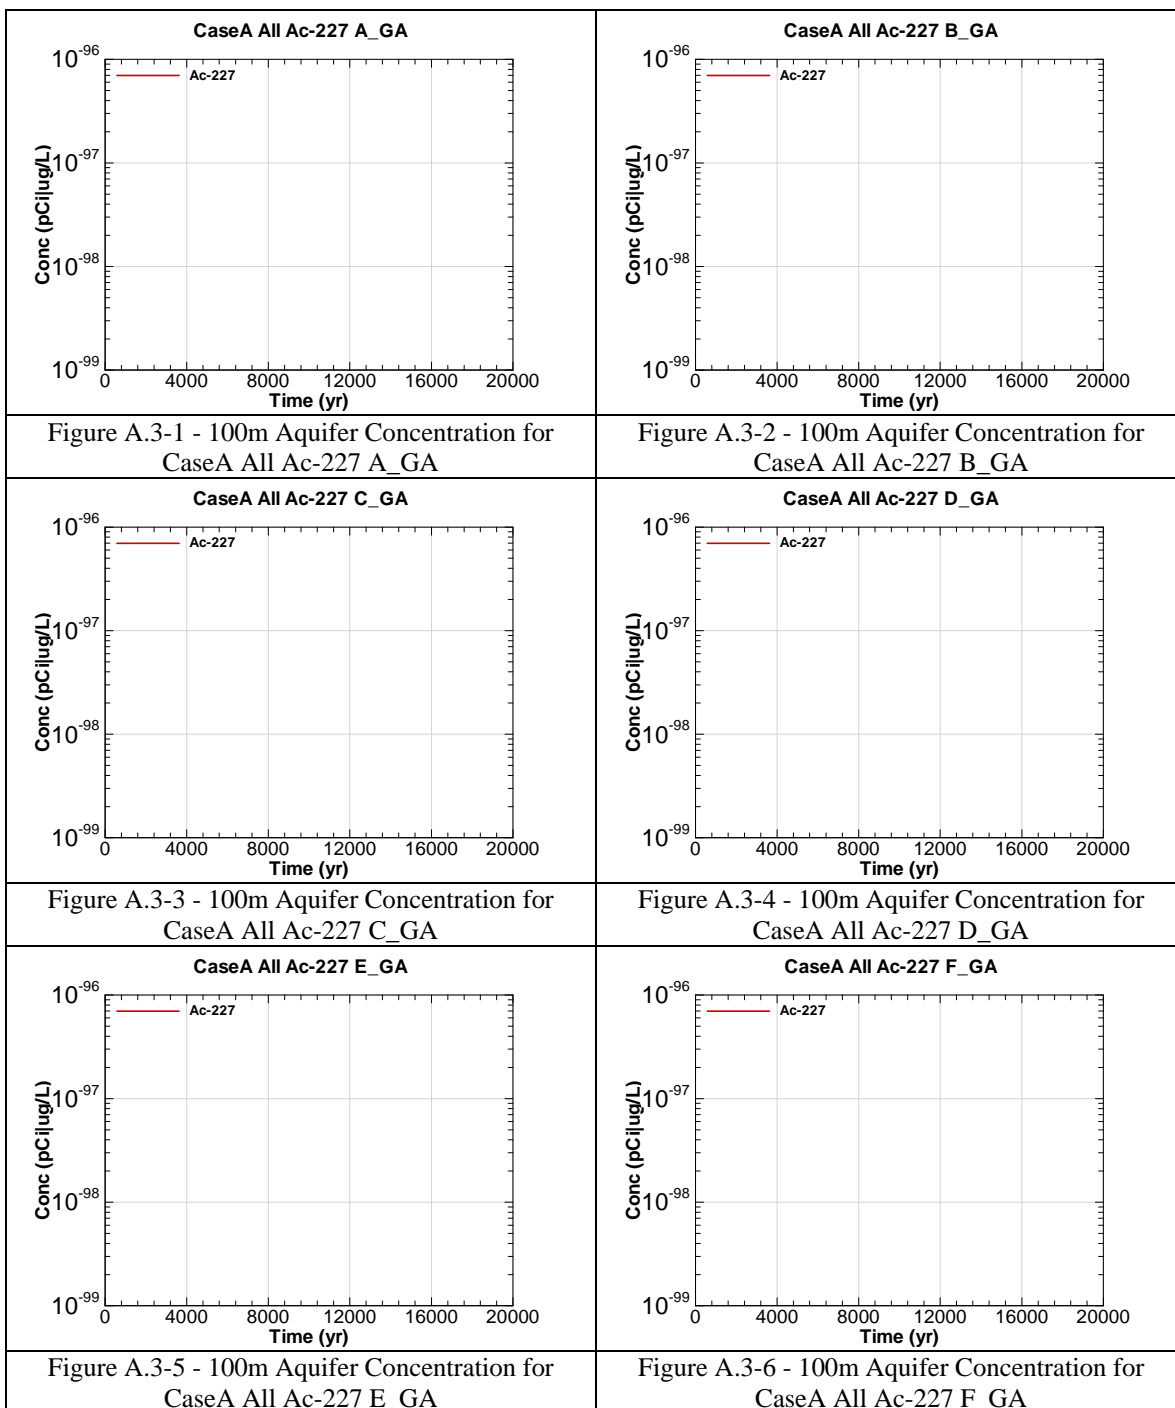 CaseA All Ac-227 A_GA
Ac-227
Conc (pCi|ug/L)
10-96
10-97
10-98
10-99
0 4000 8000 12000 16000 20000
Time (yr)
Figure A.3-1 - 100m Aquifer Concentration for
CaseA All Ac-227 A_GA
CaseA All Ac-227 B_GA
Ac-227
Conc (pCi|ug/L)
10-96
10-97
10-98
10-99
0 4000 8000 12000 16000 20000
Time (yr)
Figure A.3-2 - 100m Aquifer Concentration for
CaseA All Ac-227 B_GA
CaseA All Ac-227 C_GA
Ac-227
Conc (pCi|ug/L)
10-96
10-97
10-98
10-99
0 4000 8000 12000 16000 20000
Time (yr)
Figure A.3-3 - 100m Aquifer Concentration for
CaseA All Ac-227 C_GA
CaseA All Ac-227 D_GA
Ac-227
Conc (pCi|ug/L)
10-96
10-97
10-98
10-99
0 4000 8000 12000 16000 20000
Time (yr)
Figure A.3-4 - 100m Aquifer Concentration for
CaseA All Ac-227 D_GA
CaseA All Ac-227 E_GA
Ac-227
Conc (pCi|ug/L)
10-96
10-97
10-98
10-99
0 4000 8000 12000 16000 20000
Time (yr)
Figure A.3-5 - 100m Aquifer Concentration for
CaseA All Ac-227 E_GA
CaseA All Ac-227 F_GA
Ac-227
Conc (pCi|ug/L)
10-96
10-97
10-98
10-99
0 4000 8000 12000 16000 20000
Time (yr)
Figure A.3-6 - 100m Aquifer Concentration for
CaseA All Ac-227 F_GA